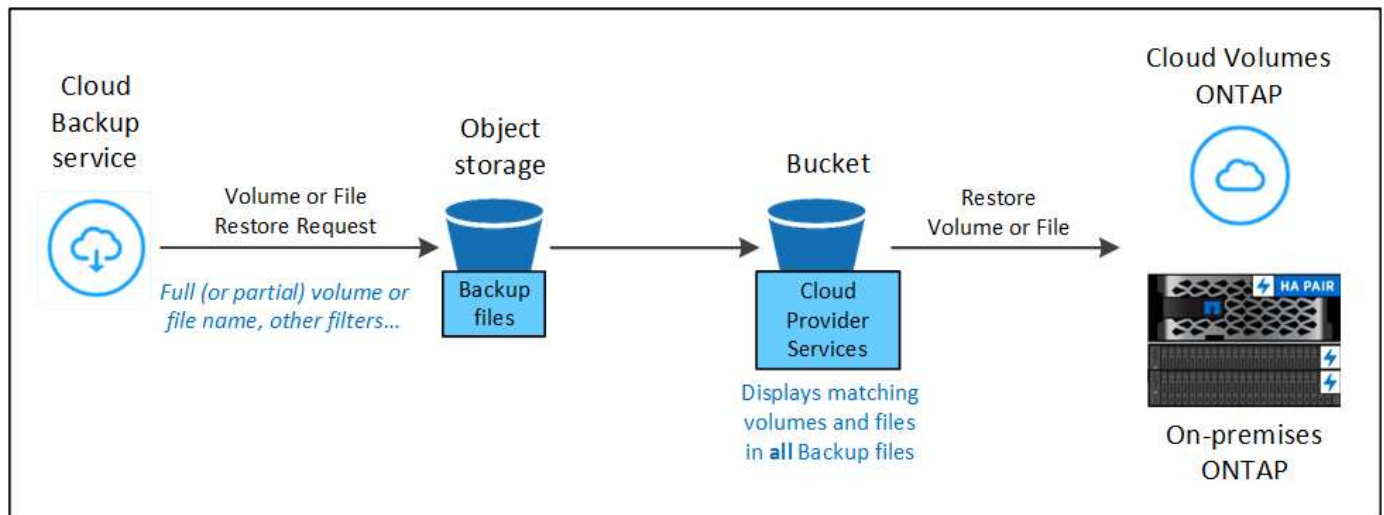 Cloud
Backup
service
Volume or File
Restore Request
Full (or partial) volume or
file name, other filters...
Object
storage
Backup
files
Bucket
Cloud
Provider
Services
Displays matching
volumes and files
in all Backup files
Restore
Volume or File
Cloud Volumes
ONTAP
HA PAIR
On-premises
ONTAP